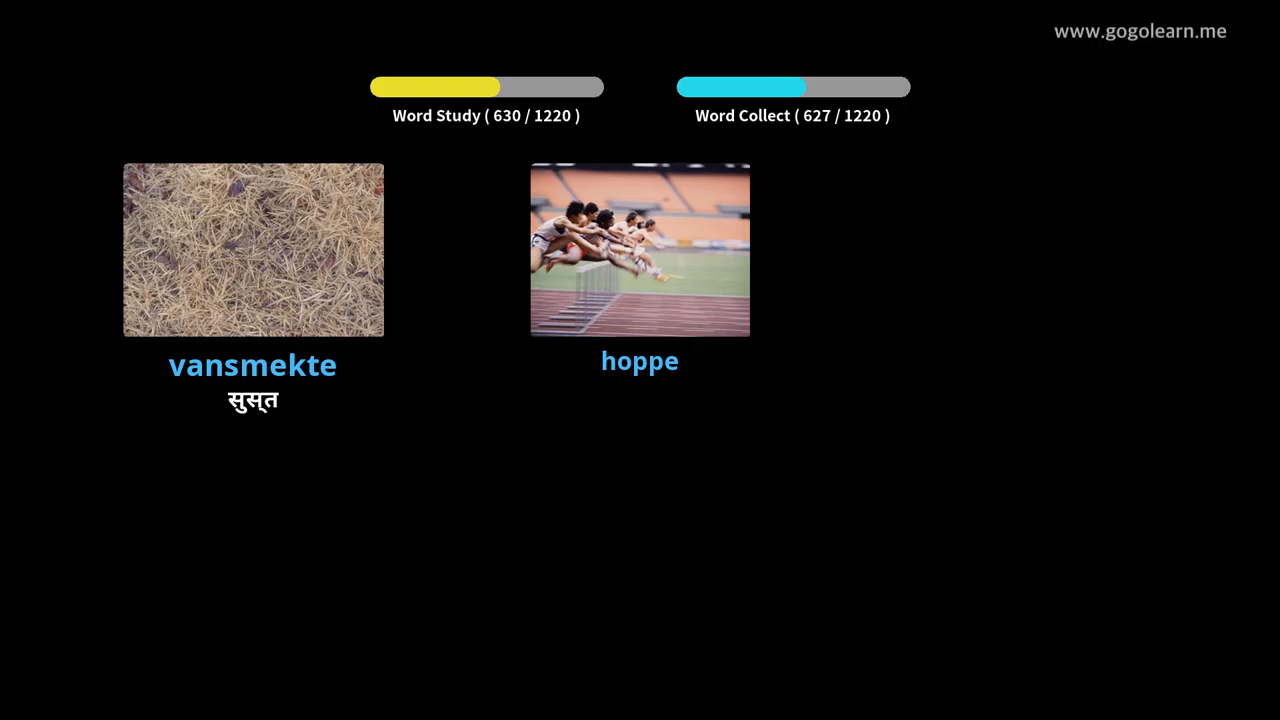 www.gogolearn.me
Word Study ( 630 / 1220 )
Word Collect ( 627 / 1220 )
vansmekte
सुस्त
hoppe